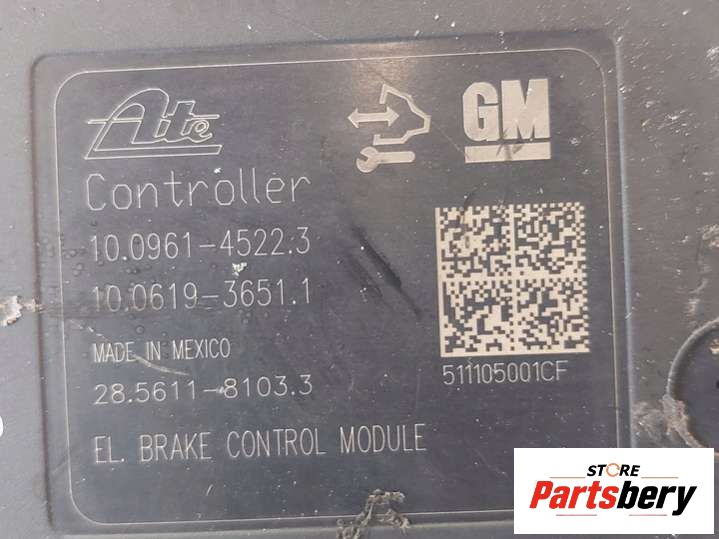 Ate
GM
Controller
10.0961-4522.3
10.0619-3651.1
MADE IN MEXICO
28.5611-8103.3
511105001CF
EL. BRAKE CONTROL MODULE
STORE
Partsbery